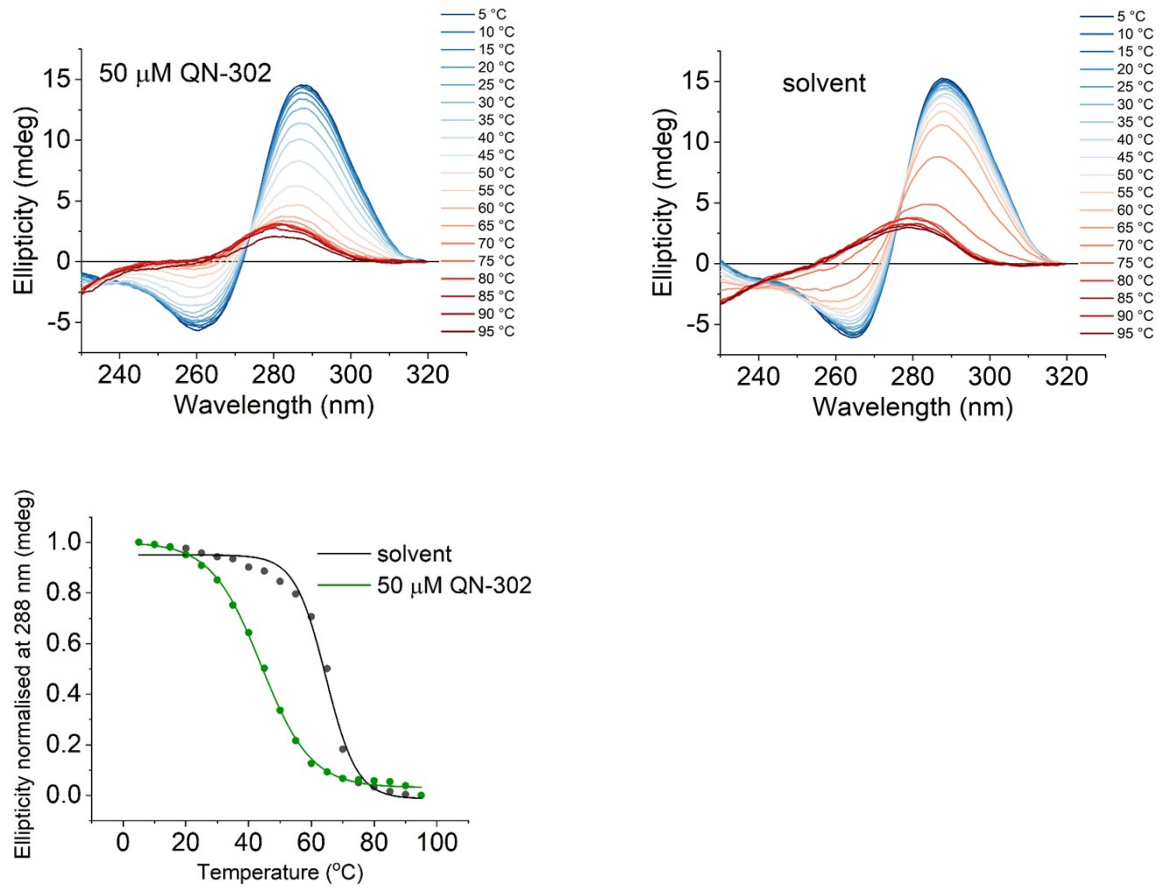 50 μM QN-302
Ellipticity (mdeg)
15
10
5
0
-5
240 260 280 300 320
Wavelength (nm)
5 °C
10 °C
15 °C
20 °C
25 °C
30 °C
35 °C
40 °C
45 °C
50 °C
55 °C
60 °C
65 °C
70 °C
75 °C
80 °C
85 °C
90 °C
95 °C
solvent
Ellipticity (mdeg)
15
10
5
0
-5
240 260 280 300 320
Wavelength (nm)
5 °C
10 °C
15 °C
20 °C
25 °C
30 °C
35 °C
40 °C
45 °C
50 °C
55 °C
60 °C
65 °C
70 °C
75 °C
80 °C
85 °C
90 °C
95 °C
Ellipticity normalised at 288 nm (mdeg)
1.0
0.8
0.6
0.4
0.2
0.0
solvent
50 μM QN-302
0 20 40 60 80 100
Temperature (°C)